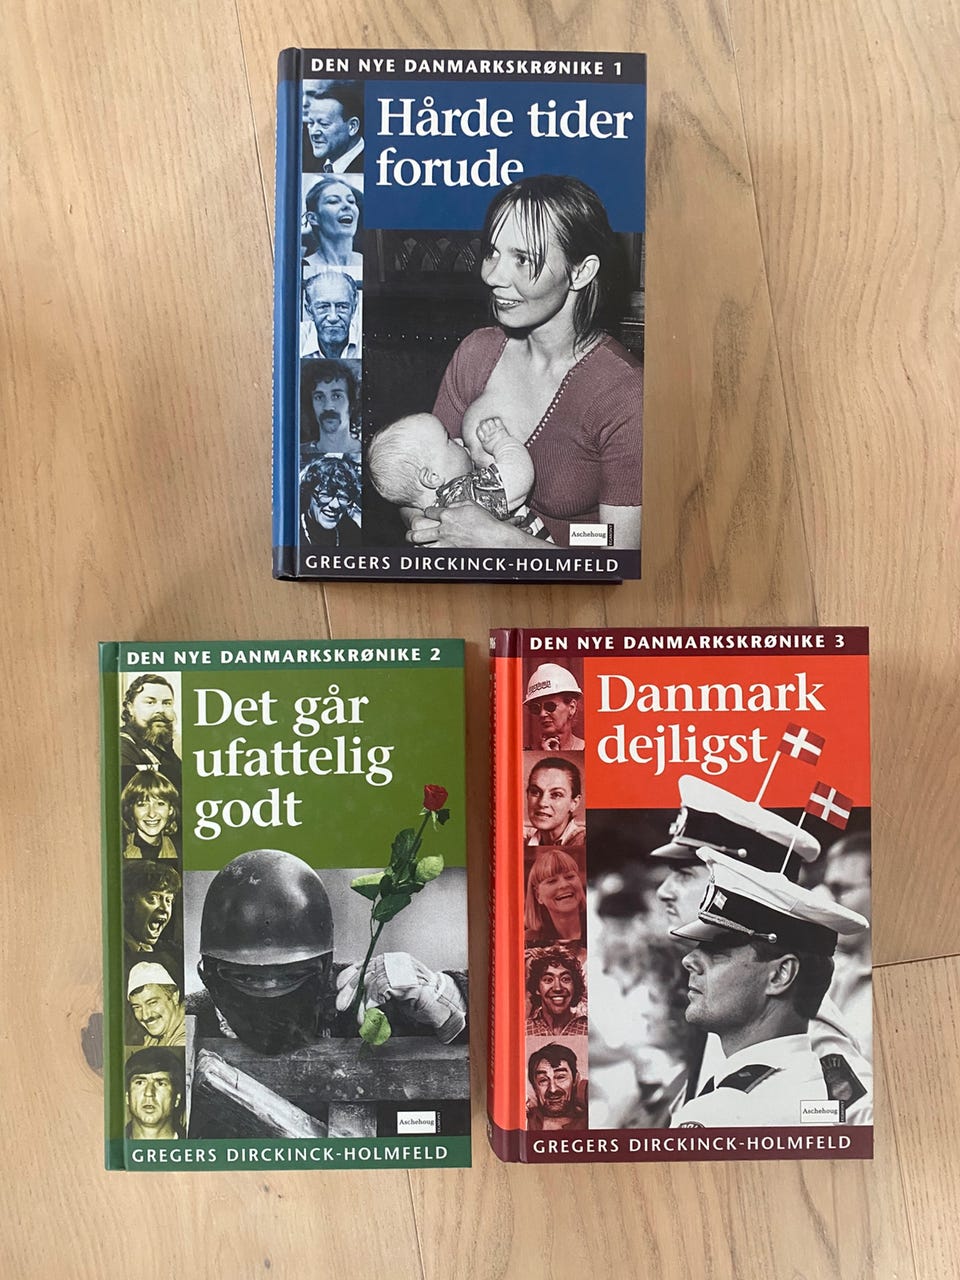 DEN NYE DANMARKSKRØNIKE 1
Hårde tider
forude
Aschehoug
GREGERS DIRCKINCK-HOLMFELD
DEN NYE DANMARKSKRØNIKE 2
Det går
ufattelig
godt
Aschehoug
GREGERS DIRCKINCK-HOLMFELD
DEN NYE DANMARKSKRØNIKE 3
Danmark
dejligst
Aschehoug
GREGERS DIRCKINCK-HOLMFELD